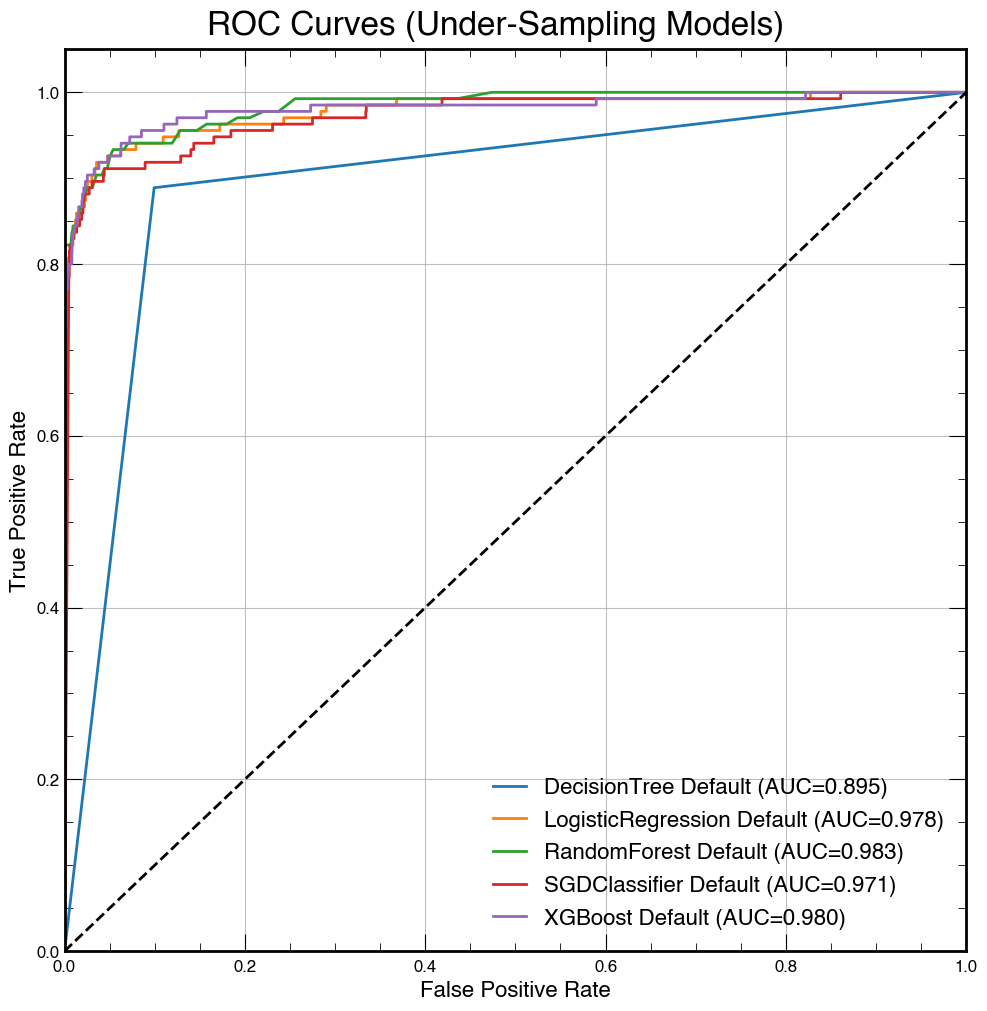 ROC Curves (Under-Sampling Models)
True Positive Rate
1.0
0.8
0.6
0.4
0.2
0.0
DecisionTree Default (AUC=0.895)
LogisticRegression Default (AUC=0.978)
RandomForest Default (AUC=0.983)
SGDClassifier Default (AUC=0.971)
XGBoost Default (AUC=0.980)
0.0 0.2 0.4 0.6 0.8 1.0
False Positive Rate